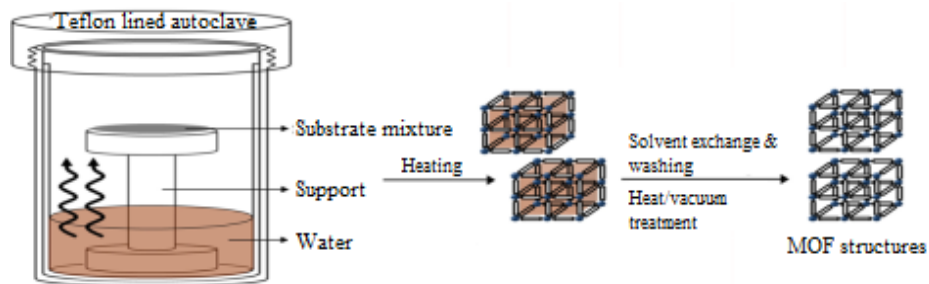 Teflon lined autoclave
Substrate mixture
Support
Water
Heating
Solvent exchange &
washing
Heat/vacuum
treatment
MOF structures